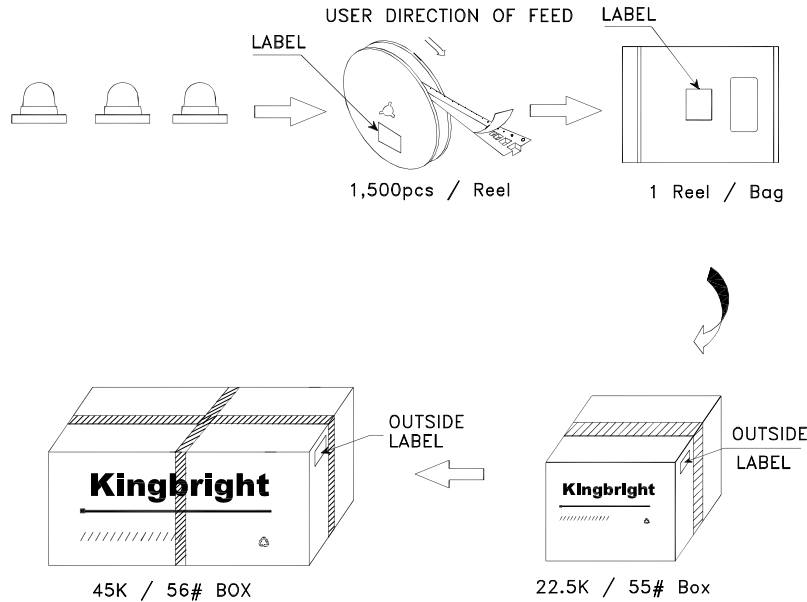 USER DIRECTION OF FEED
LABEL
LABEL
1,500pcs / Reel
1 Reel / Bag
OUTSIDE
LABEL
OUTSIDE
LABEL
Kingbright
Kingbright
45K / 56# BOX
22.5K / 55# Box